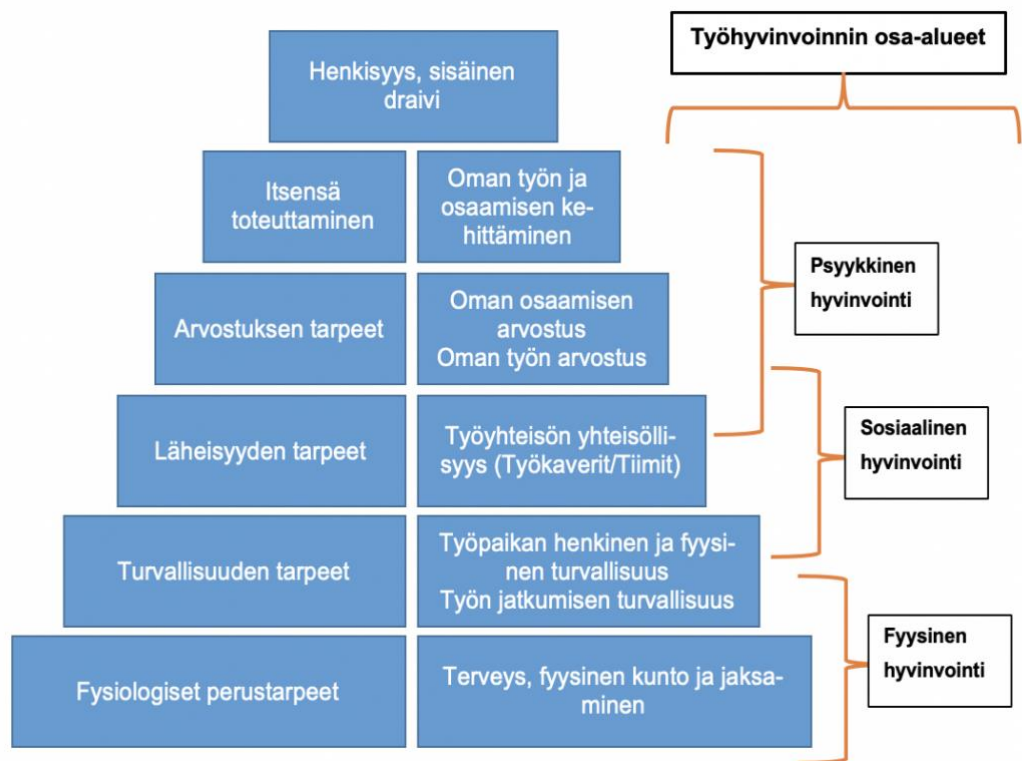 Työhyvinvoinnin osa-alueet
Henkisyys, sisäinen
draivi
Itsensä
toteuttaminen
Oman työn ja
osaamisen ke-
hittäminen
Psyykkinen
hyvinvointi
Arvostuksen tarpeet
Oman osaamisen
arvostus
Oman työn arvostus
Läheisyyden tarpeet
Työyhteisön yhteisölli-
syys (Työkaverit/Tiimit)
Sosiaalinen
hyvinvointi
Turvallisuuden tarpeet
Työpaikan henkinen ja fyysi-
nen turvallisuus
Työn jatkumisen turvallisuus
Fyysinen
hyvinvointi
Fysiologiset perustarpeet
Terveys, fyysinen kunto ja jaksa-
minen